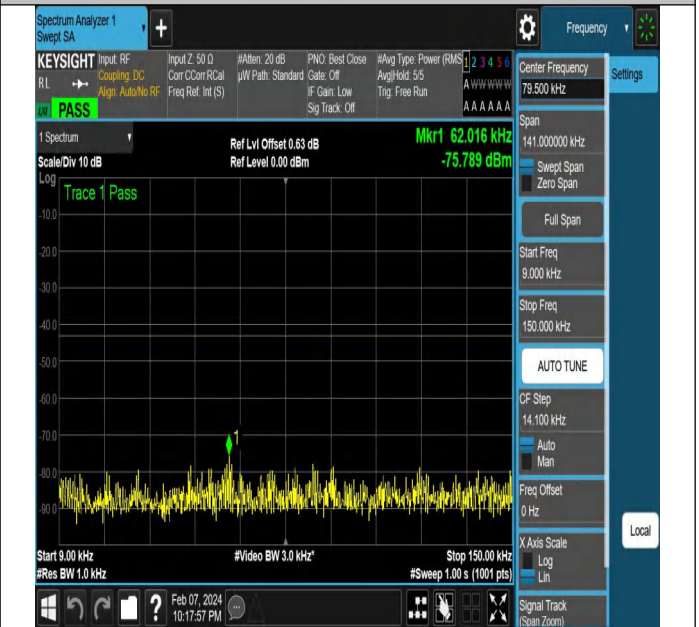 Spectrum Analyzer 1
Swept SA
+
Frequency
KEYSIGHT
RL
PASS
Input: RF
Coupling: DC
Align: Auto/No RF
Input Z: 50 Ω
Corr CCorr RCal
Freq Ref: Int (S)
#Atten: 20 dB
µW Path: Standard
PNO: Best Close
Gate: Off
IF Gain: Low
Sig Track: Off
#Avg Type: Power (RMS
Avg|Hold: 5/5
Trig: Free Run
1 2 3 4 5 6
A W W W W W
A A A A A A
1 Spectrum
Scale/Div 10 dB
Log
Ref Lvl Offset 0.63 dB
Ref Level 0.00 dBm
Mkr1 62.016 kHz
-75.789 dBm
Trace 1 Pass
-10.0
-20.0
-30.0
-40.0
-50.0
-60.0
-70.0
-80.0
-90.0
1
Start 9.00 kHz
#Res BW 1.0 kHz
#Video BW 3.0 kHz*
Stop 150.00 kHz
#Sweep 1.00 s (1001 pts)
?
Feb 07, 2024
10:17:57 PM
Center Frequency
79.500 kHz
Settings
Span
141.000000 kHz
Swept Span
Zero Span
Full Span
Start Freq
9.000 kHz
Stop Freq
150.000 kHz
AUTO TUNE
CF Step
14.100 kHz
Auto
Man
Freq Offset
0 Hz
X Axis Scale
Log
Lin
Local
Signal Track
(Span Zoom)